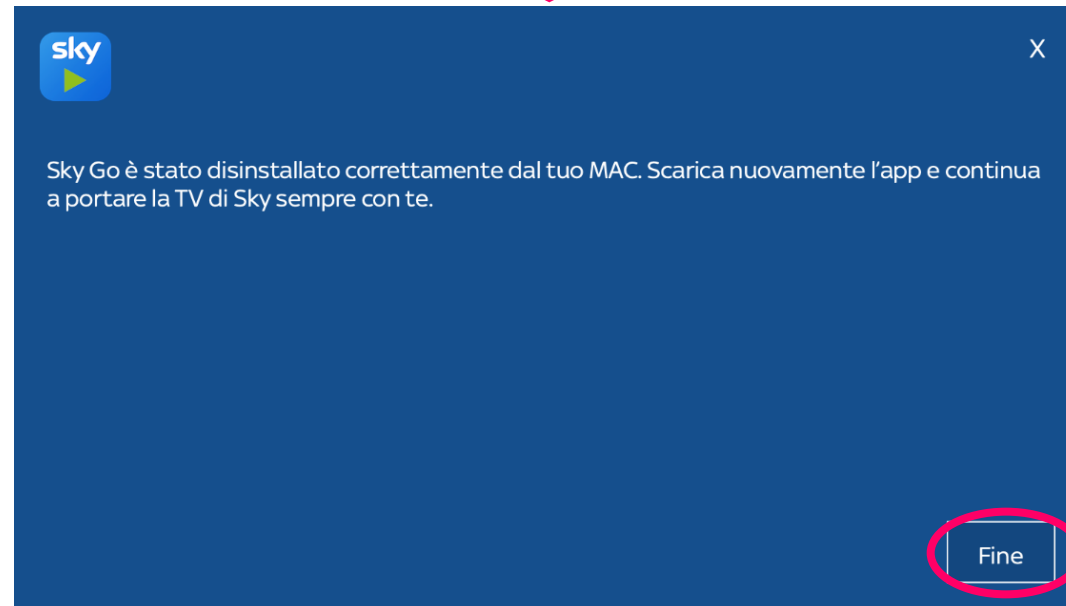 sky
X
Sky Go è stato disinstallato correttamente dal tuo MAC. Scarica nuovamente l'app e continua
a portare la TV di Sky sempre con te.
Fine